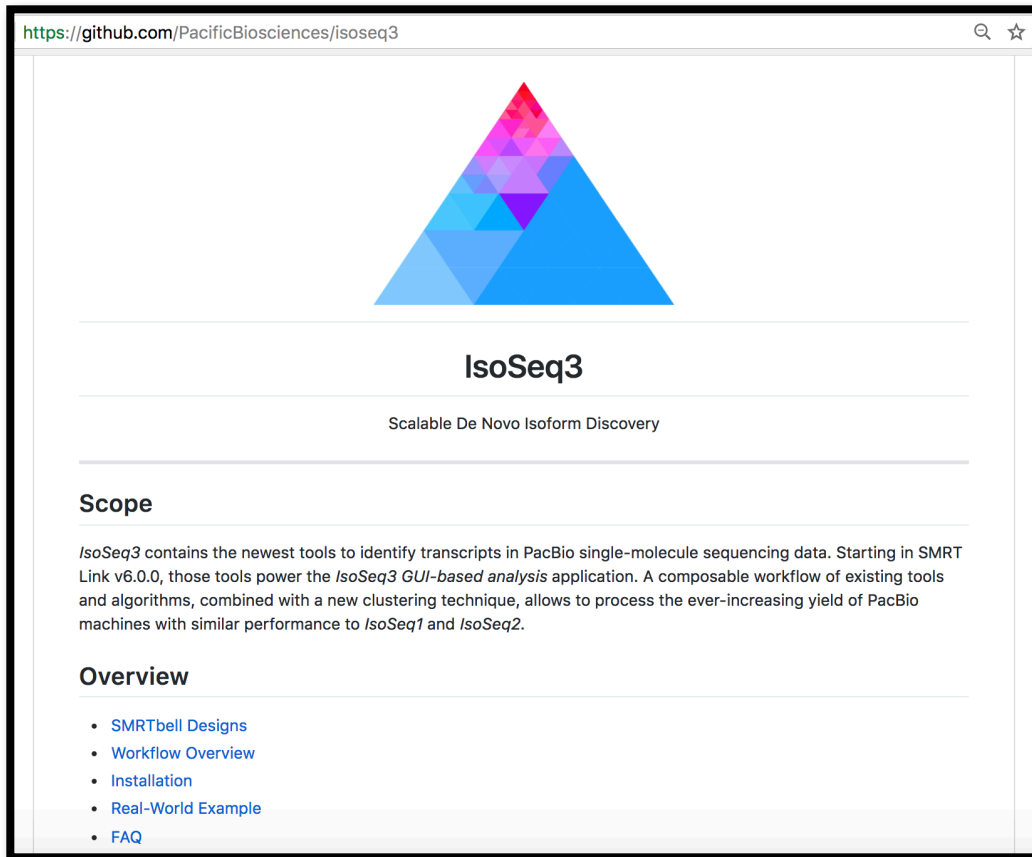 https://github.com/PacificBiosciences/isoseq3
IsoSeq3
Scalable De Novo Isoform Discovery
Scope
IsoSeq3 contains the newest tools to identify transcripts in PacBio single-molecule sequencing data. Starting in SMRT
Link v6.0.0, those tools power the IsoSeq3 GUI-based analysis application. A composable workflow of existing tools
and algorithms, combined with a new clustering technique, allows to process the ever-increasing yield of PacBio
machines with similar performance to IsoSeq1 and IsoSeq2.
Overview
• SMRTbell Designs
• Workflow Overview
• Installation
• Real-World Example
• FAQ